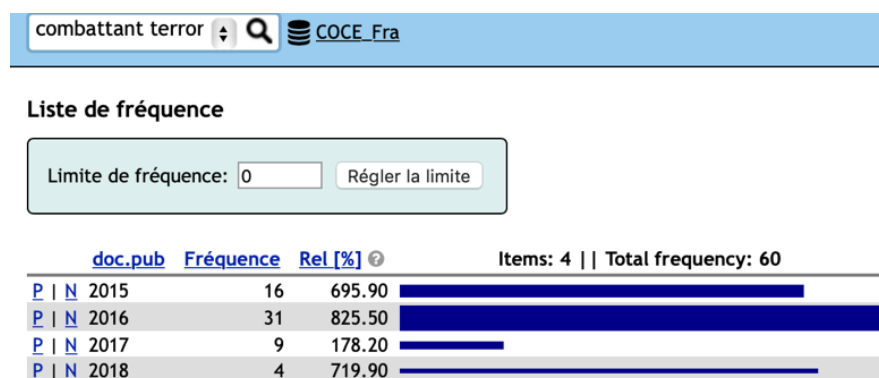 combattant terror COCE_Fra
Liste de fréquence
Limite de fréquence: 0 Régler la limite
doc.pub Fréquence Rel [%] ? Items: 4 || Total frequency: 60
P | N 2015 16 695.90
P | N 2016 31 825.50
P | N 2017 9 178.20
P | N 2018 4 719.90